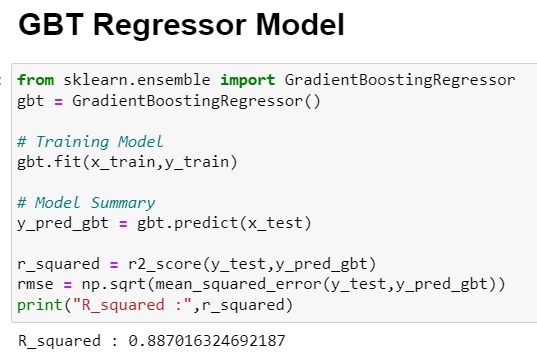 GBT Regressor Model
from sklearn.ensemble import GradientBoostingRegressor
gbt = GradientBoostingRegressor()
# Training Model
gbt.fit(x_train,y_train)
# Model Summary
y_pred_gbt = gbt.predict(x_test)
r_squared = r2_score(y_test,y_pred_gbt)
rmse = np.sqrt(mean_squared_error(y_test,y_pred_gbt))
print("R_squared :",r_squared)
R_squared : 0.887016324692187